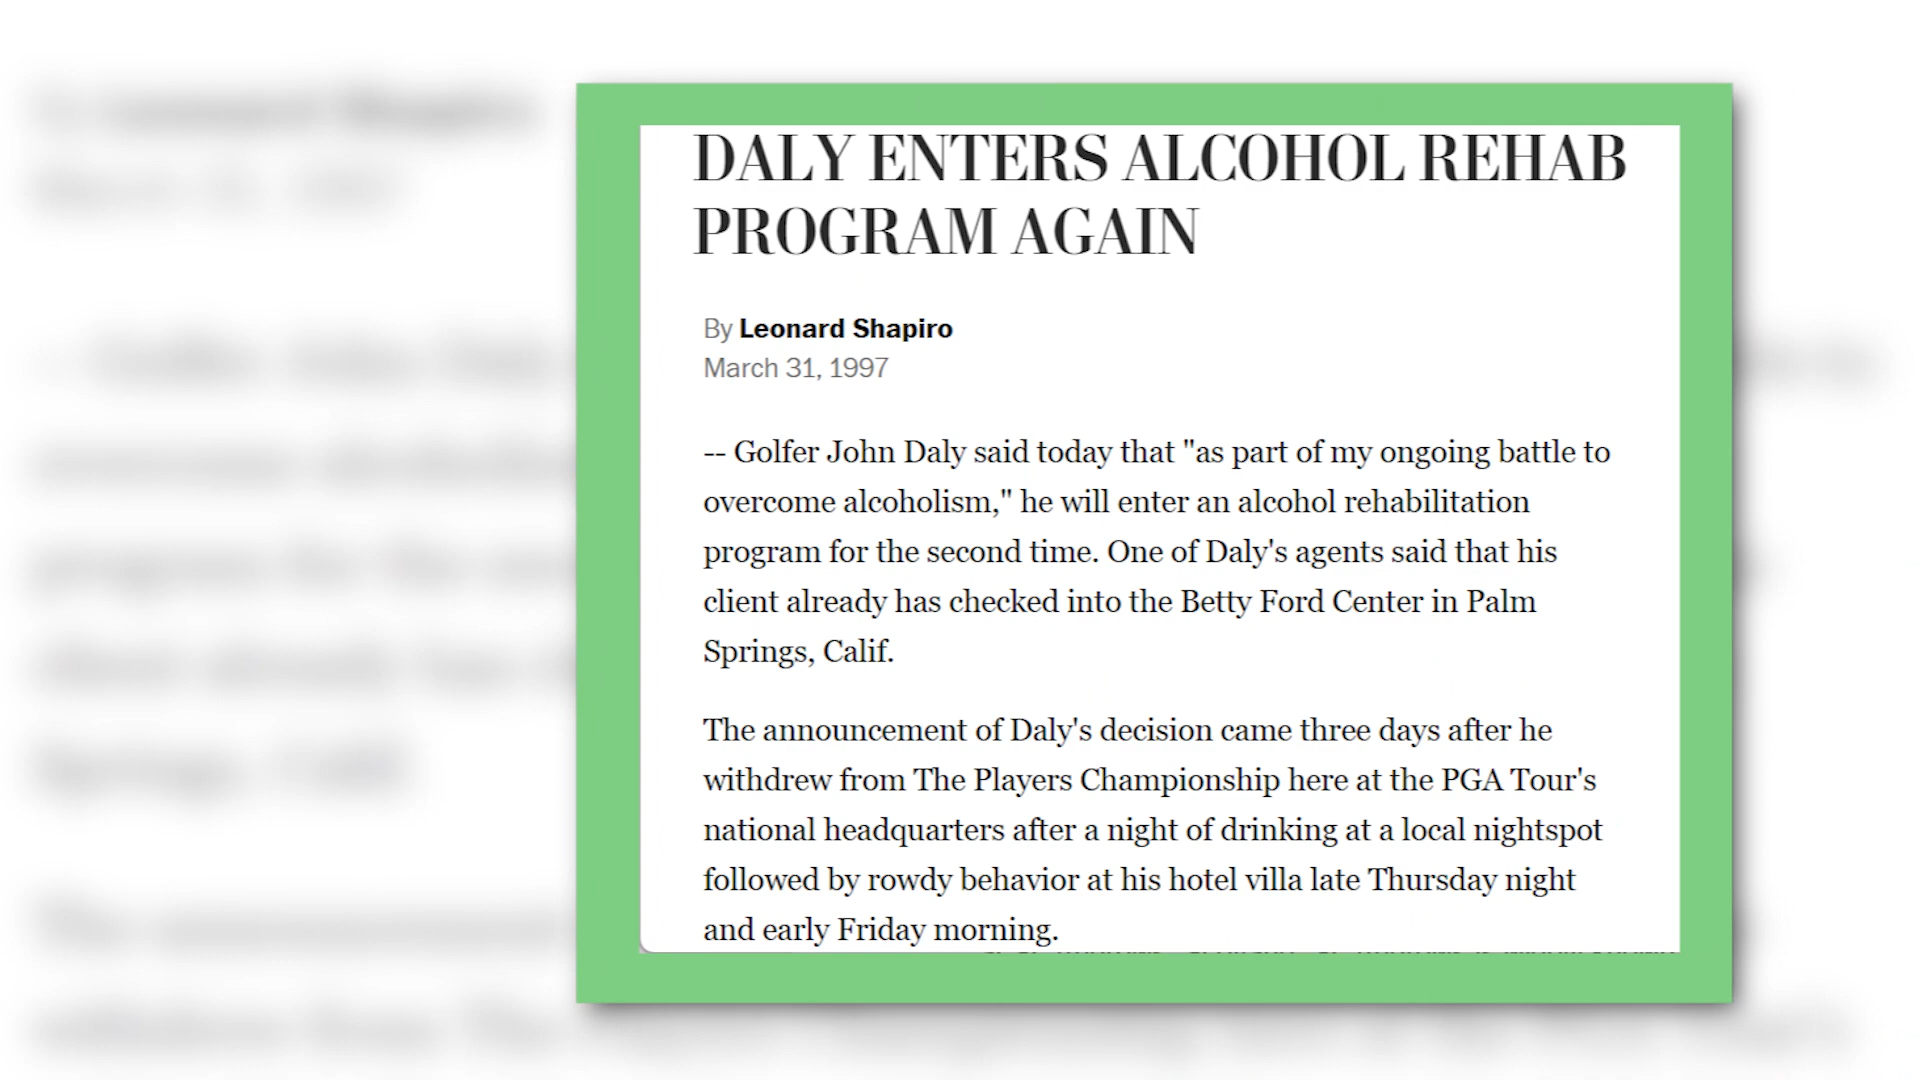 DALY ENTERS ALCOHOL REHAB
PROGRAM AGAIN
By Leonard Shapiro
March 31, 1997
-- Golfer John Daly said today that "as part of my ongoing battle to
overcome alcoholism," he will enter an alcohol rehabilitation
program for the second time. One of Daly's agents said that his
client already has checked into the Betty Ford Center in Palm
Springs, Calif.
The announcement of Daly's decision came three days after he
withdrew from The Players Championship here at the PGA Tour's
national headquarters after a night of drinking at a local nightspot
followed by rowdy behavior at his hotel villa late Thursday night
and early Friday morning.